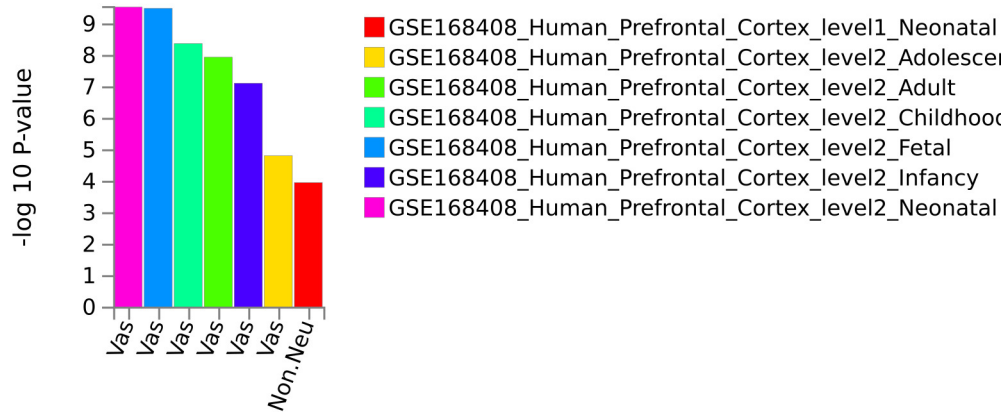 -log 10 P-value
9
8
7
6
5
4
3
2
1
0
Vas
Vas
Vas
Vas
Vas
Vas
Non.Neu
GSE168408_Human_Prefrontal_Cortex_level1_Neonatal
GSE168408_Human_Prefrontal_Cortex_level2_Adolescen
GSE168408_Human_Prefrontal_Cortex_level2_Adult
GSE168408_Human_Prefrontal_Cortex_level2_Childhood
GSE168408_Human_Prefrontal_Cortex_level2_Fetal
GSE168408_Human_Prefrontal_Cortex_level2_Infancy
GSE168408_Human_Prefrontal_Cortex_level2_Neonatal